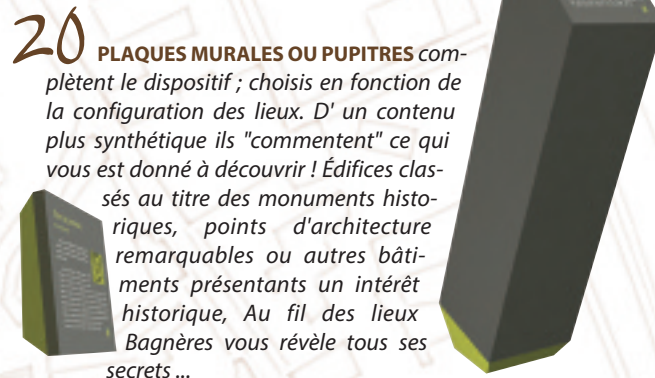 20 PLAQUES MURALES OU PUPITRES com-
plètent le dispositif ; choisis en fonction de
la configuration des lieux. D' un contenu
plus synthétique ils "commentent" ce qui
vous est donné à découvrir ! Édifices clas-
sés au titre des monuments histo-
riques, points d'architecture
remarquables ou autres bâti-
ments présentants un intérêt
historique, Au fil des lieux
Bagnères vous révèle tous ses
secrets ...